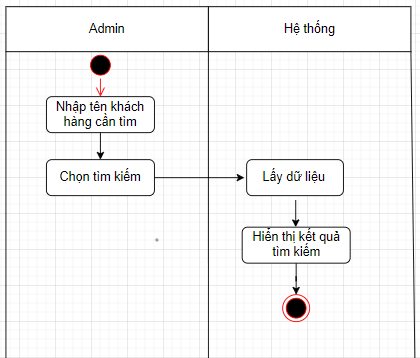 Admin
Hệ thống
Nhập tên khách
hàng cần tìm
Chọn tìm kiếm
Lấy dữ liệu
Hiển thị kết quả
tìm kiếm